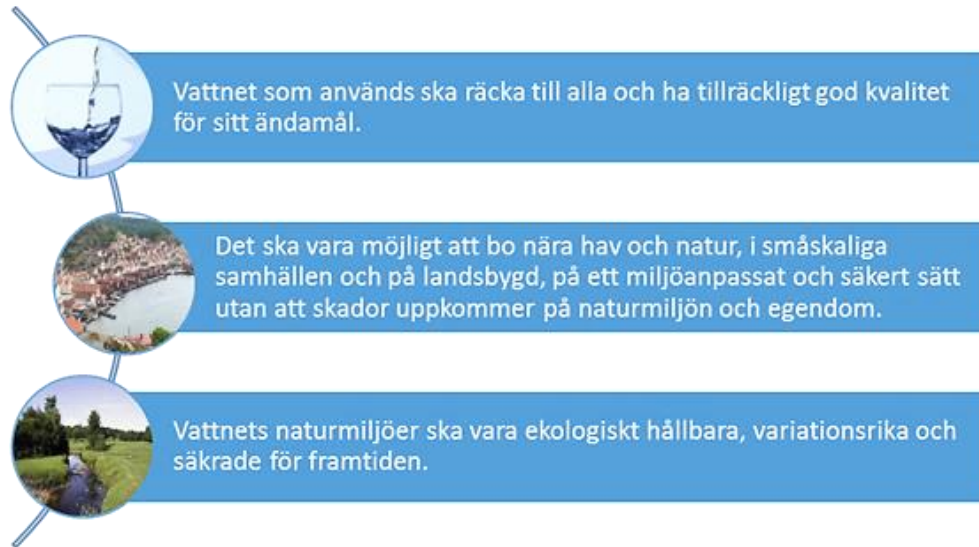 Vattnet som används ska räcka till alla och ha tillräckligt god kvalitet
för sitt ändamål.
Det ska vara möjligt att bo nära hav och natur, i småskaliga
samhällen och på landsbygd, på ett miljöanpassat och säkert sätt
utan att skador uppkommer på naturmiljön och egendom.
Vattnets naturmiljöer ska vara ekologiskt hållbara, variationsrika och
säkrade för framtiden.